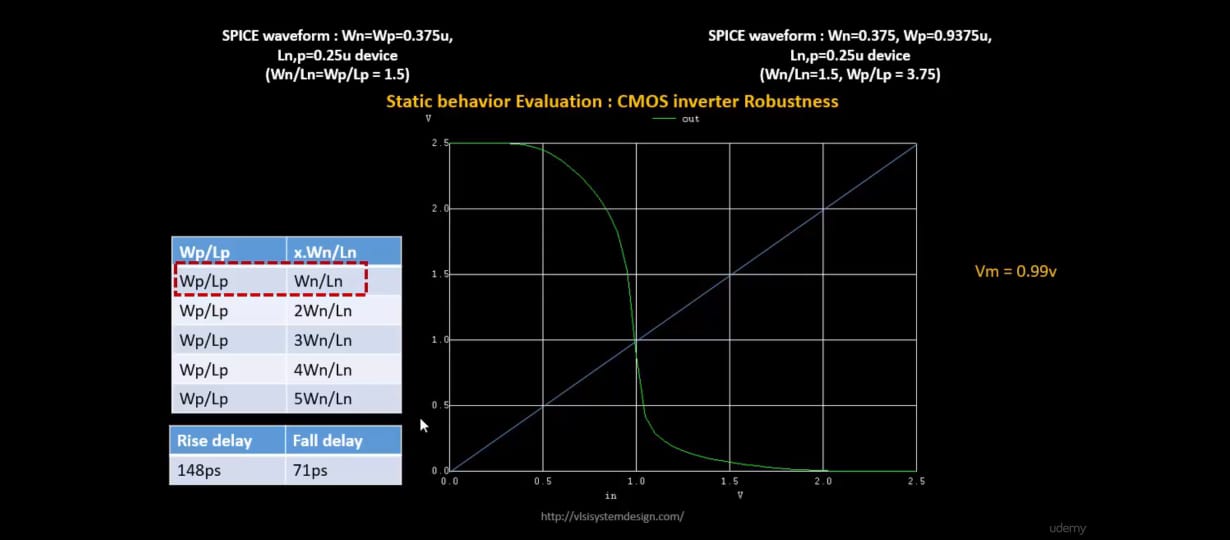 SPICE waveform : Wn=Wp=0.375u,
Ln,p=0.25u device
(Wn/Ln=Wp/Lp = 1.5)
SPICE waveform : Wn=0.375, Wp=0.9375u,
Ln,p=0.25u device
(Wn/Ln=1.5, Wp/Lp = 3.75)
Static behavior Evaluation : CMOS inverter Robustness
V
out
2.5
2.0
1.5
1.0
0.5
0.0
0.0 0.5 1.0 1.5 2.0 2.5
in V
Wp/Lp x.Wn/Ln
Wp/Lp Wn/Ln
Wp/Lp 2Wn/Ln
Wp/Lp 3Wn/Ln
Wp/Lp 4Wn/Ln
Wp/Lp 5Wn/Ln
Rise delay Fall delay
148ps 71ps
Vm = 0.99v
http://vlsisystemdesign.com/
udemy